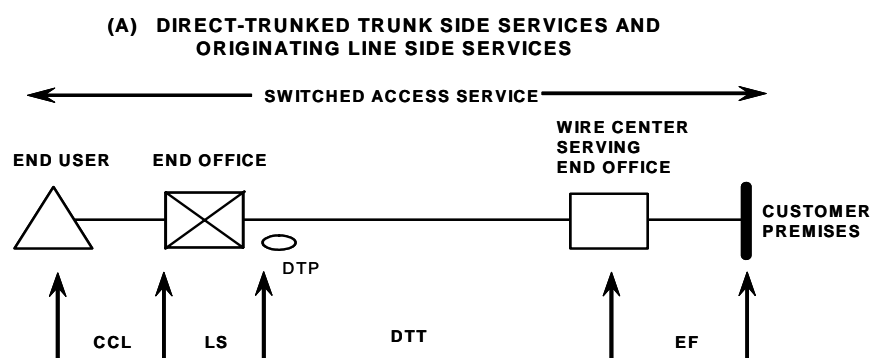 (A) DIRECT-TRUNKED TRUNK SIDE SERVICES AND
ORIGINATING LINE SIDE SERVICES
SWITCHED ACCESS SERVICE
END USER
END OFFICE
WIRE CENTER
SERVING
END OFFICE
CUSTOMER
PREMISES
DTP
CCL
LS
DTT
EF